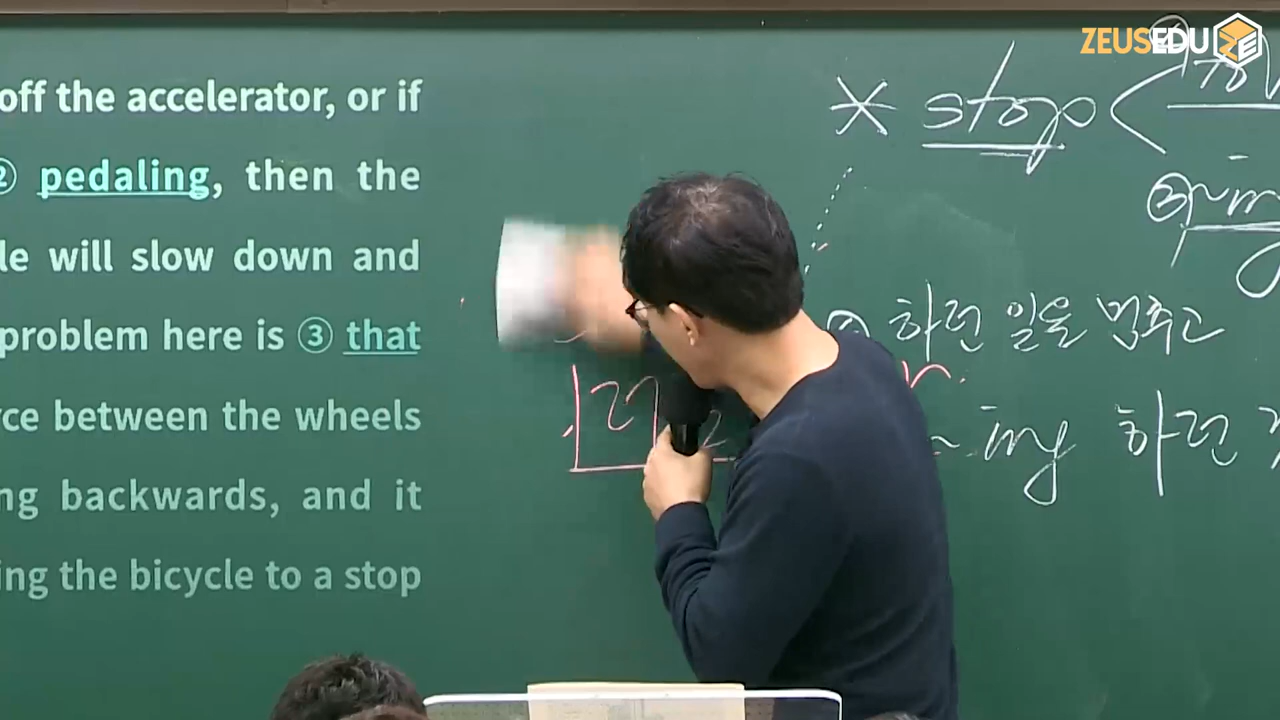 ZEUSEDU
off the accelerator, or if
② pedaling, then the
le will slow down and
problem here is ③ that
rce between the wheels
ng backwards, and it
ing the bicycle to a stop
* stop <
②~ing
하던 일을 멈추고
~ing 하던